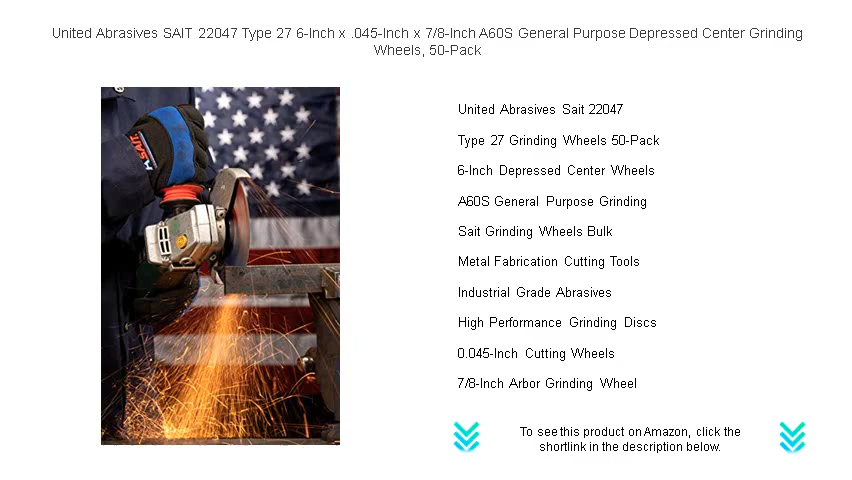 United Abrasives SAIT 22047 Type 27 6-Inch x .045-Inch x 7/8-Inch A60S General Purpose Depressed Center Grinding
Wheels, 50-Pack
SAIT
United Abrasives Sait 22047
Type 27 Grinding Wheels 50-Pack
6-Inch Depressed Center Wheels
A60S General Purpose Grinding
Sait Grinding Wheels Bulk
Metal Fabrication Cutting Tools
Industrial Grade Abrasives
High Performance Grinding Discs
0.045-Inch Cutting Wheels
7/8-Inch Arbor Grinding Wheel
To see this product on Amazon, click the
shortlink in the description below.